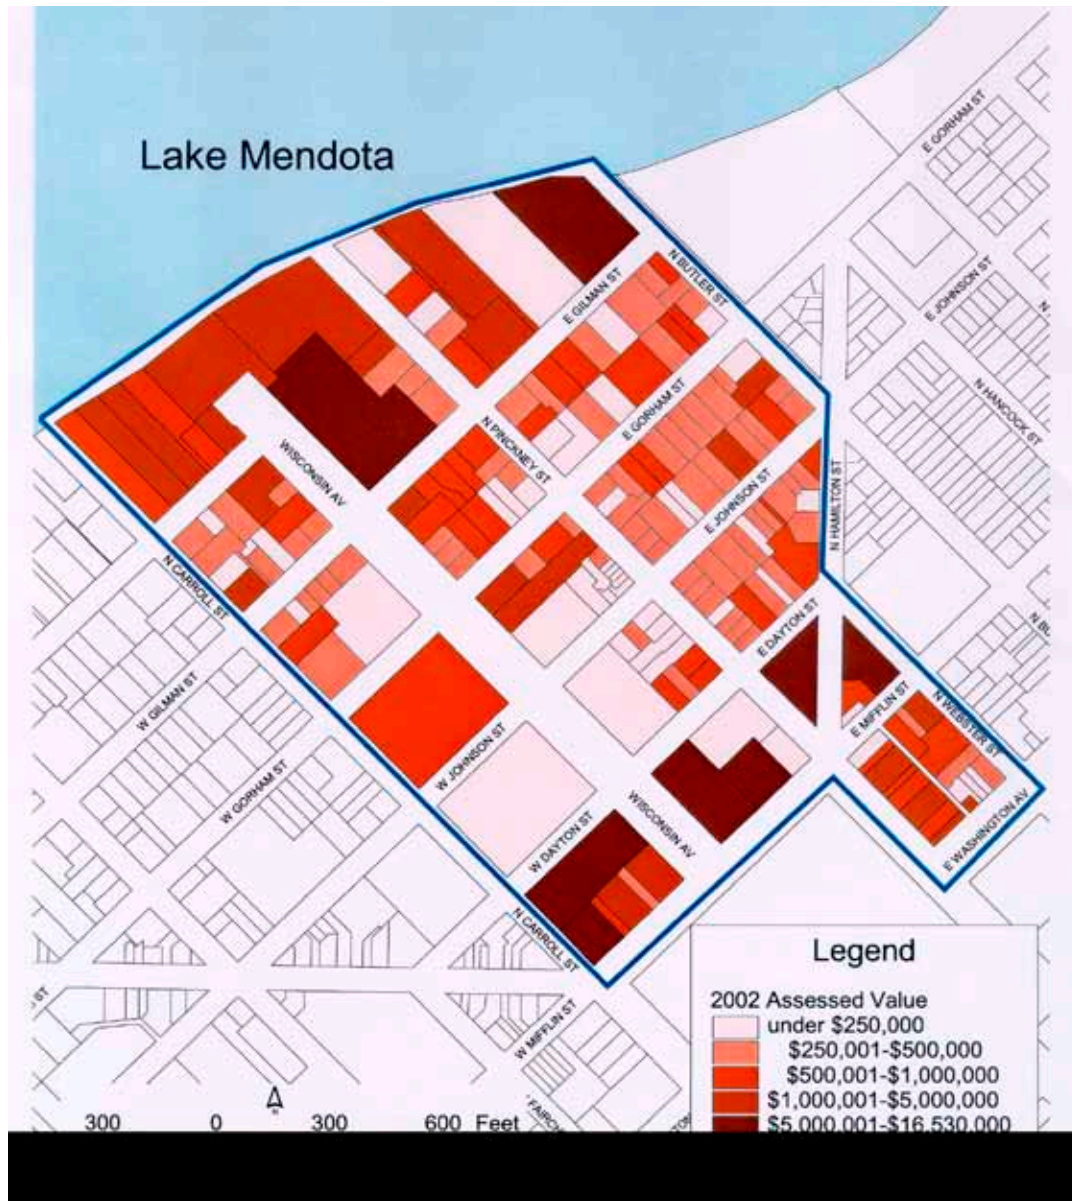 Lake Mendota
E GORHAM ST
N BUTLER ST
E GILMAN ST
E JOHNSON ST
N HANCOCK ST
E GORHAM ST
N PINCKNEY ST
WISCONSIN AV
E JOHNSON ST
N HAMILTON ST
N CARROLL ST
E DAYTON ST
W GILMAN ST
E MIFFLIN ST
N WEBSTER ST
W JOHNSON ST
W GORHAM ST
WISCONSIN AV
E WASHINGTON AV
W DAYTON ST
N CARROLL ST
W MIFFLIN ST
Legend
2002 Assessed Value
under $250,000
$250,001-$500,000
$500,001-$1,000,000
$1,000,001-$5,000,000
$5,000,001-$16,530,000
300 0 300 600 Feet